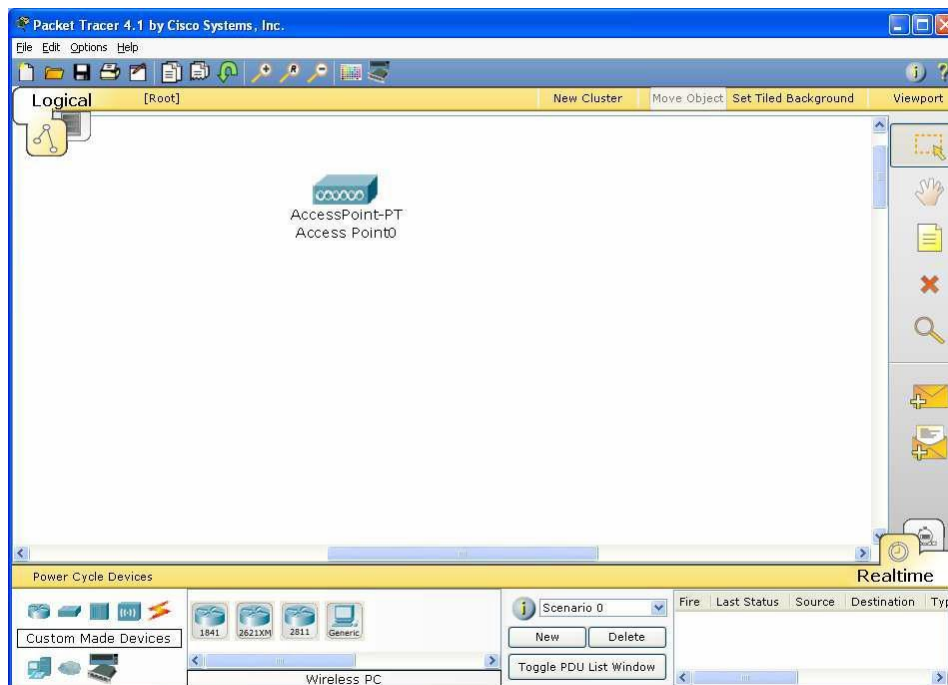 Packet Tracer 4.1 by Cisco Systems, Inc.
File Edit Options Help
Logical [Root] New Cluster Move Object Set Tiled Background Viewport
AccessPoint-PT
Access Point0
Power Cycle Devices Realtime
1841 2621XM 2811 Generic
Scenario 0
Fire Last Status Source Destination Typ
Custom Made Devices
New Delete
Toggle PDU List Window
Wireless PC